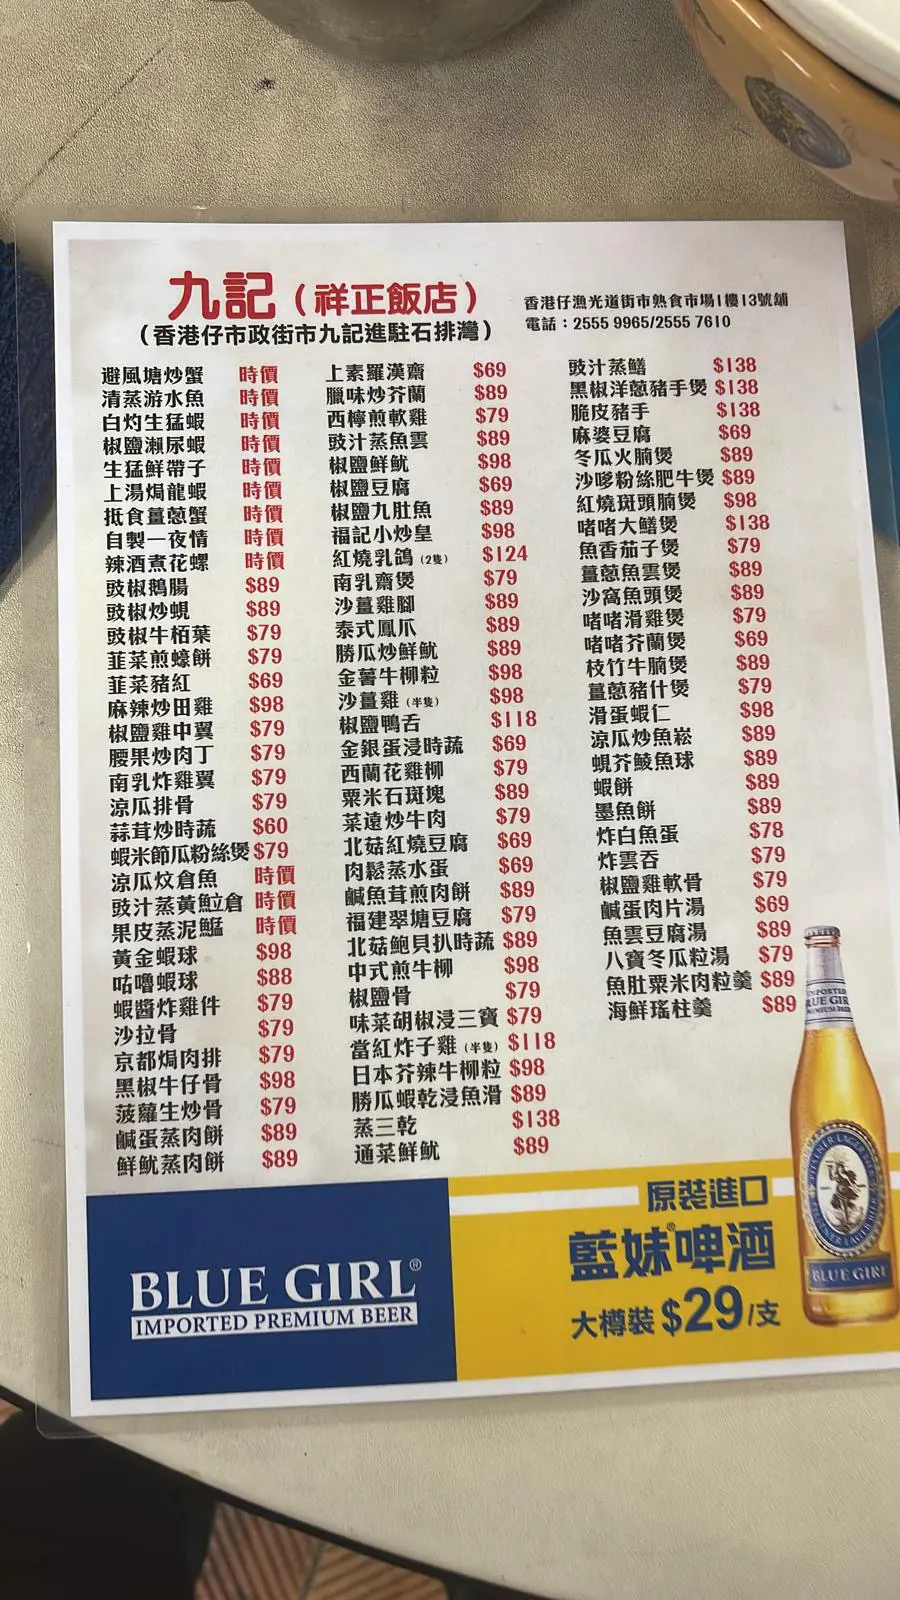 九記（祥正飯店）
（香港仔市政街市九記進駐石排灣）
香港仔漁光道街市熟食市場1樓13號舖
電話：2555 9965/2555 7610
避風塘炒蟹 時價
清蒸游水魚 時價
白灼生猛蝦 時價
椒鹽瀨尿蝦 時價
生猛鮮帶子 時價
上湯焗龍蝦 時價
抵食薑蔥蟹 時價
自製一夜情 時價
辣酒煮花螺 時價
豉椒鵝腸 $89
豉椒炒蜆 $89
豉椒牛栢葉 $79
韮菜煎蠔餅 $79
韮菜豬紅 $69
麻辣炒田雞 $98
椒鹽雞中翼 $79
腰果炒肉丁 $79
南乳炸雞翼 $79
涼瓜排骨 $79
蒜茸炒時蔬 $60
蝦米節瓜粉絲煲 $79
涼瓜炆倉魚 時價
豉汁蒸黃䱽倉 時價
果皮蒸泥鯭 時價
黃金蝦球 $98
咕嚕蝦球 $88
蝦醬炸雞件 $79
沙拉骨 $79
京都焗肉排 $79
黑椒牛仔骨 $98
菠蘿生炒骨 $79
鹹蛋蒸肉餅 $89
鮮魷蒸肉餅 $89
上素羅漢齋 $69
臘味炒芥蘭 $89
西檸煎軟雞 $79
豉汁蒸魚雲 $89
椒鹽鮮魷 $98
椒鹽豆腐 $69
椒鹽九肚魚 $89
福記小炒皇 $98
紅燒乳鴿（2隻） $124
南乳齋煲 $79
沙薑雞腳 $89
泰式鳳爪 $89
勝瓜炒鮮魷 $89
金薯牛柳粒 $98
沙薑雞（半隻） $98
椒鹽鴨舌 $118
金銀蛋浸時蔬 $69
西蘭花雞柳 $79
粟米石斑塊 $89
菜遠炒牛肉 $79
北菇紅燒豆腐 $69
肉鬆蒸水蛋 $69
鹹魚茸煎肉餅 $89
福建翠塘豆腐 $79
北菇鮑貝扒時蔬 $89
中式煎牛柳 $98
椒鹽骨 $79
味菜胡椒浸三寶 $79
當紅炸子雞（半隻） $118
日本芥辣牛柳粒 $98
勝瓜蝦乾浸魚滑 $89
蒸三乾 $138
通菜鮮魷 $89
豉汁蒸鱔 $138
黑椒洋蔥豬手煲 $138
脆皮豬手 $138
麻婆豆腐 $69
冬瓜火腩煲 $89
沙嗲粉絲肥牛煲 $89
紅燒斑頭腩煲 $98
啫啫大鱔煲 $138
魚香茄子煲 $79
薑蔥魚雲煲 $89
沙窩魚頭煲 $89
啫啫滑雞煲 $79
啫啫芥蘭煲 $69
枝竹牛腩煲 $89
薑蔥豬什煲 $79
滑蛋蝦仁 $98
涼瓜炒魚崧 $89
蜆芥鯪魚球 $89
蝦餅 $89
墨魚餅 $89
炸白魚蛋 $78
炸雲吞 $79
椒鹽雞軟骨 $79
鹹蛋肉片湯 $69
魚雲豆腐湯 $89
八寶冬瓜粒湯 $79
魚肚粟米肉粒羹 $89
海鮮瑤柱羹 $89
BLUE GIRL®
IMPORTED PREMIUM BEER
原裝進口
藍妹®啤酒
大樽裝 $29/支
IMPORTED
BLUE GIRL
PREMIUM BEER
PILSENER LAGER BEER
BLUE GIRL